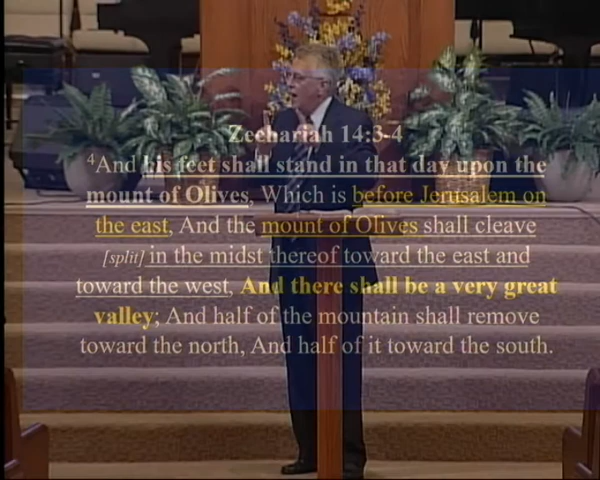 Zechariah 14:3-4
⁴And his feet shall stand in that day upon the
mount of Olives, Which is before Jerusalem on
the east, And the mount of Olives shall cleave
[split] in the midst thereof toward the east and
toward the west, And there shall be a very great
valley; And half of the mountain shall remove
toward the north, And half of it toward the south.